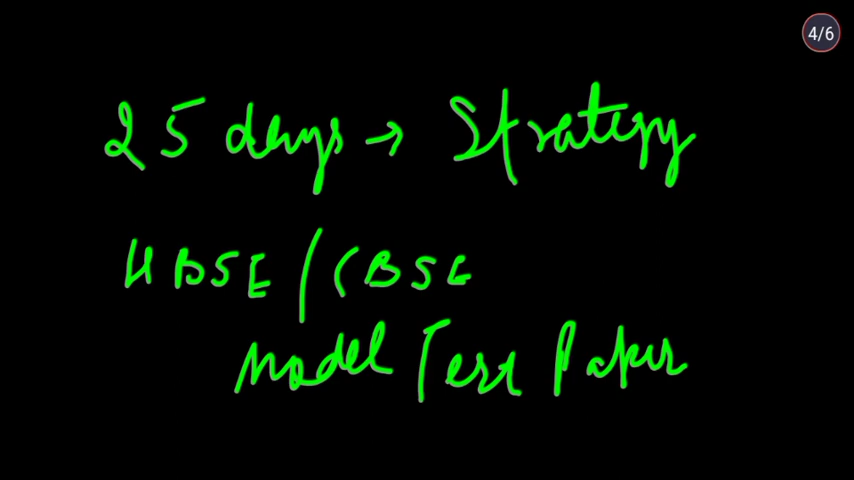 4/6
25 days → Strategy
HBSE / CBSE
Model Test Paper